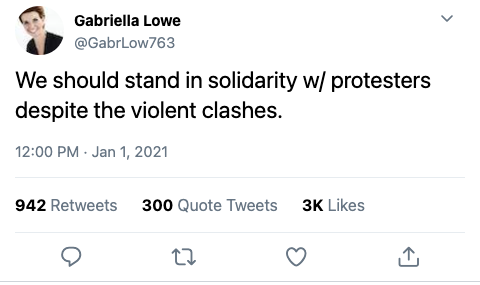 Gabriella Lowe
@GabrLow763
We should stand in solidarity w/ protesters
despite the violent clashes.
12:00 PM · Jan 1, 2021
942 Retweets 300 Quote Tweets 3K Likes